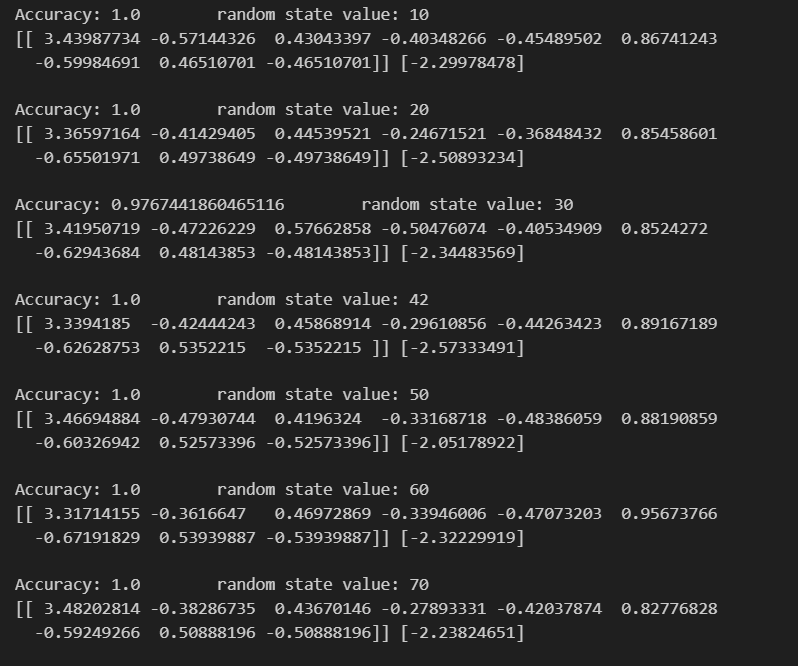 Accuracy: 1.0        random state value: 10
[[ 3.43987734 -0.57144326  0.43043397 -0.40348266 -0.45489502  0.86741243
  -0.59984691  0.46510701 -0.46510701]] [-2.29978478]
Accuracy: 1.0        random state value: 20
[[ 3.36597164 -0.41429405  0.44539521 -0.24671521 -0.36848432  0.85458601
  -0.65501971  0.49738649 -0.49738649]] [-2.50893234]
Accuracy: 0.9767441860465116        random state value: 30
[[ 3.41950719 -0.47226229  0.57662858 -0.50476074 -0.40534909  0.8524272
  -0.62943684  0.48143853 -0.48143853]] [-2.34483569]
Accuracy: 1.0        random state value: 42
[[ 3.3394185  -0.42444243  0.45868914 -0.29610856 -0.44263423  0.89167189
  -0.62628753  0.5352215  -0.5352215 ]] [-2.57333491]
Accuracy: 1.0        random state value: 50
[[ 3.46694884 -0.47930744  0.4196324  -0.33168718 -0.48386059  0.88190859
  -0.60326942  0.52573396 -0.52573396]] [-2.05178922]
Accuracy: 1.0        random state value: 60
[[ 3.31714155 -0.3616647   0.46972869 -0.33946006 -0.47073203  0.95673766
  -0.67191829  0.53939887 -0.53939887]] [-2.32229919]
Accuracy: 1.0        random state value: 70
[[ 3.48202814 -0.38286735  0.43670146 -0.27893331 -0.42037874  0.82776828
  -0.59249266  0.50888196 -0.50888196]] [-2.23824651]